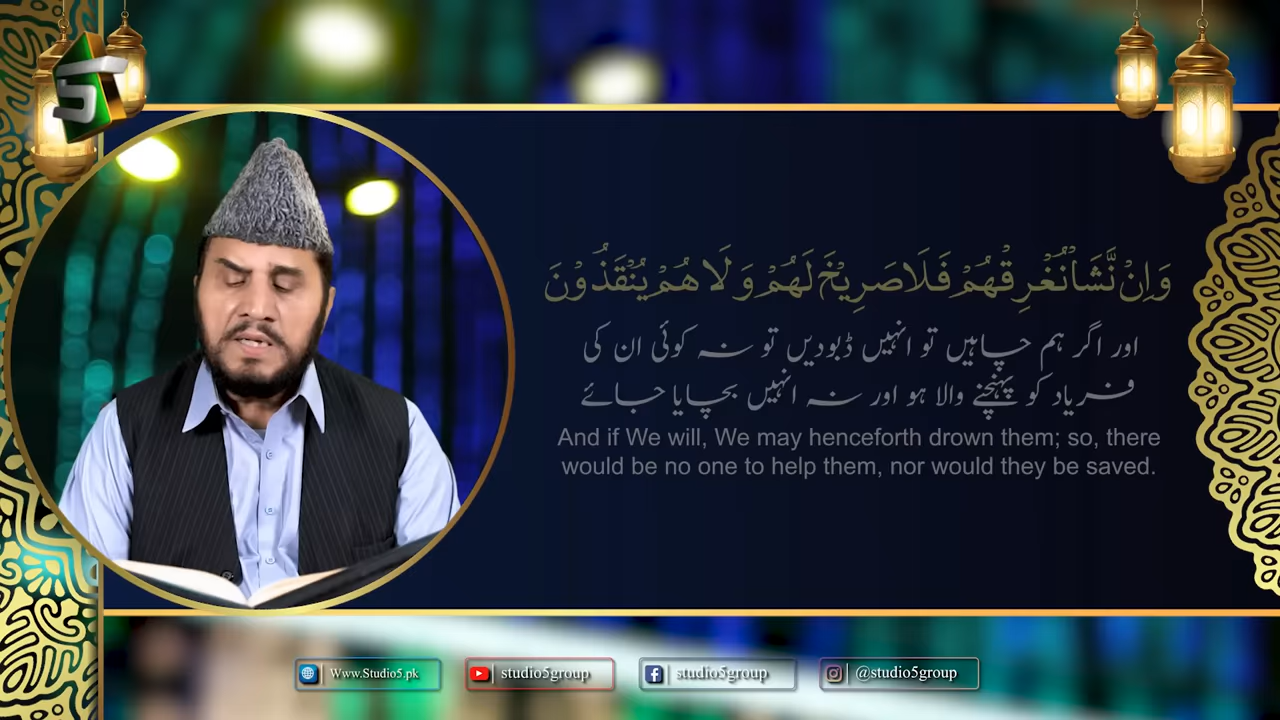 5
وَاِنْ نَّشَاْ نُغْرِقْهُمْ فَلَا صَرِیْخَ لَهُمْ وَلَا هُمْ یُنْقَذُوْنَ
اور اگر ہم چاہیں تو انہیں ڈبودیں تو نہ کوئی ان کی
فریاد کو پہنچنے والا ہو اور نہ انہیں بچایا جائے
And if We will, We may henceforth drown them; so, there
would be no one to help them, nor would they be saved.
Www.Studio5.pk
studio5group
studio5group
@studio5group